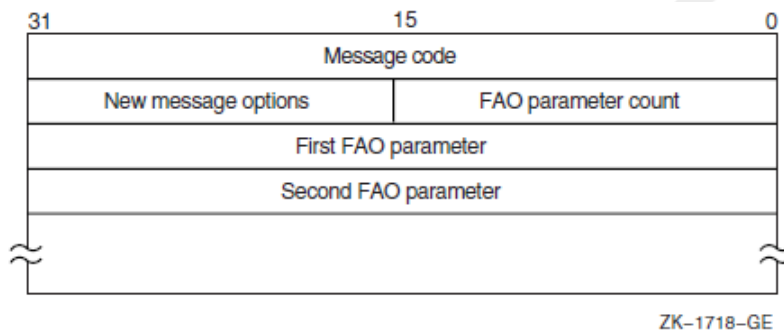 31 15 0
Message code
New message options FAO parameter count
First FAO parameter
Second FAO parameter
ZK–1718–GE